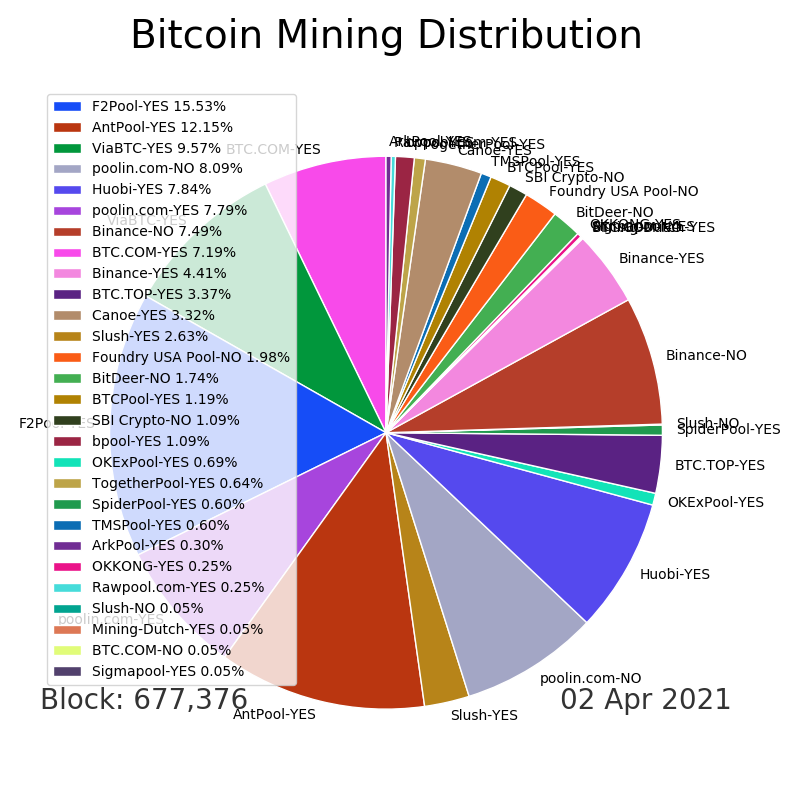 Bitcoin Mining Distribution
F2Pool-YES 15.53%
AntPool-YES 12.15%
ViaBTC-YES 9.57%
poolin.com-NO 8.09%
Huobi-YES 7.84%
poolin.com-YES 7.79%
Binance-NO 7.49%
BTC.COM-YES 7.19%
Binance-YES 4.41%
BTC.TOP-YES 3.37%
Canoe-YES 3.32%
Slush-YES 2.63%
Foundry USA Pool-NO 1.98%
BitDeer-NO 1.74%
BTCPool-YES 1.19%
SBI Crypto-NO 1.09%
bpool-YES 1.09%
OKExPool-YES 0.69%
TogetherPool-YES 0.64%
SpiderPool-YES 0.60%
TMSPool-YES 0.60%
ArkPool-YES 0.30%
OKKONG-YES 0.25%
Rawpool.com-YES 0.25%
Slush-NO 0.05%
Mining-Dutch-YES 0.05%
BTC.COM-NO 0.05%
Sigmapool-YES 0.05%
BTC.COM-YES
ViaBTC-YES
F2Pool-YES
poolin.com-YES
AntPool-YES
Slush-YES
poolin.com-NO
Huobi-YES
OKExPool-YES
BTC.TOP-YES
SpiderPool-YES
Slush-NO
Binance-NO
Binance-YES
OKKONG-YES
BitDeer-NO
Foundry USA Pool-NO
SBI Crypto-NO
BTCPool-YES
TMSPool-YES
Canoe-YES
TogetherPool-YES
ArkPool-YES
Block: 677,376
02 Apr 2021